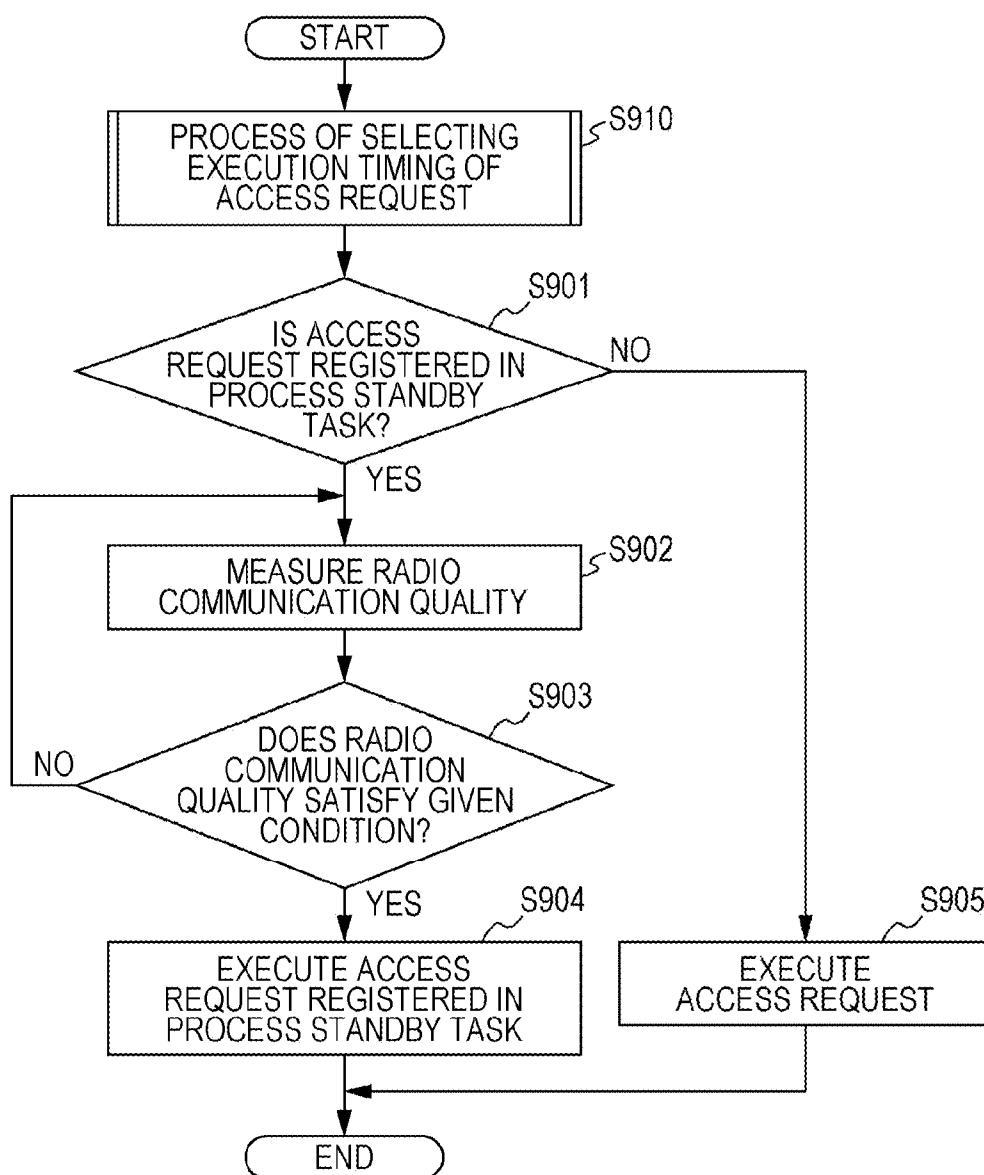 START
PROCESS OF SELECTING
EXECUTION TIMING OF
ACCESS REQUEST
S910
S901
IS ACCESS
REQUEST REGISTERED IN
PROCESS STANDBY
TASK?
NO
YES
MEASURE RADIO
COMMUNICATION QUALITY
S902
S903
DOES RADIO
COMMUNICATION
QUALITY SATISFY GIVEN
CONDITION?
NO
YES
S904
EXECUTE ACCESS
REQUEST REGISTERED IN
PROCESS STANDBY TASK
S905
EXECUTE
ACCESS REQUEST
END